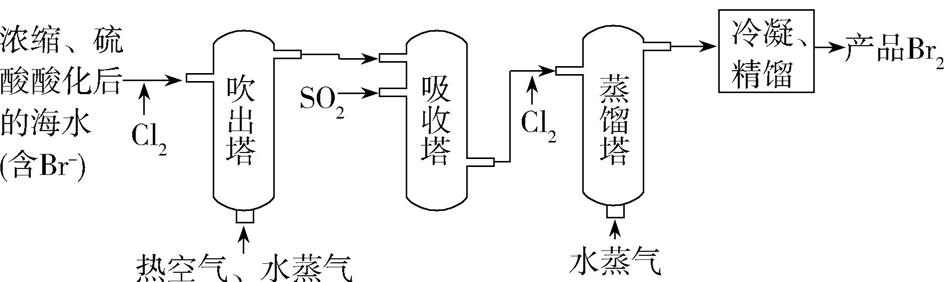 浓缩、硫
酸酸化后
的海水
(含Br⁻)
Cl₂
吹出塔
热空气、水蒸气
SO₂
吸收塔
Cl₂
蒸馏塔
水蒸气
冷凝、
精馏
产品Br₂